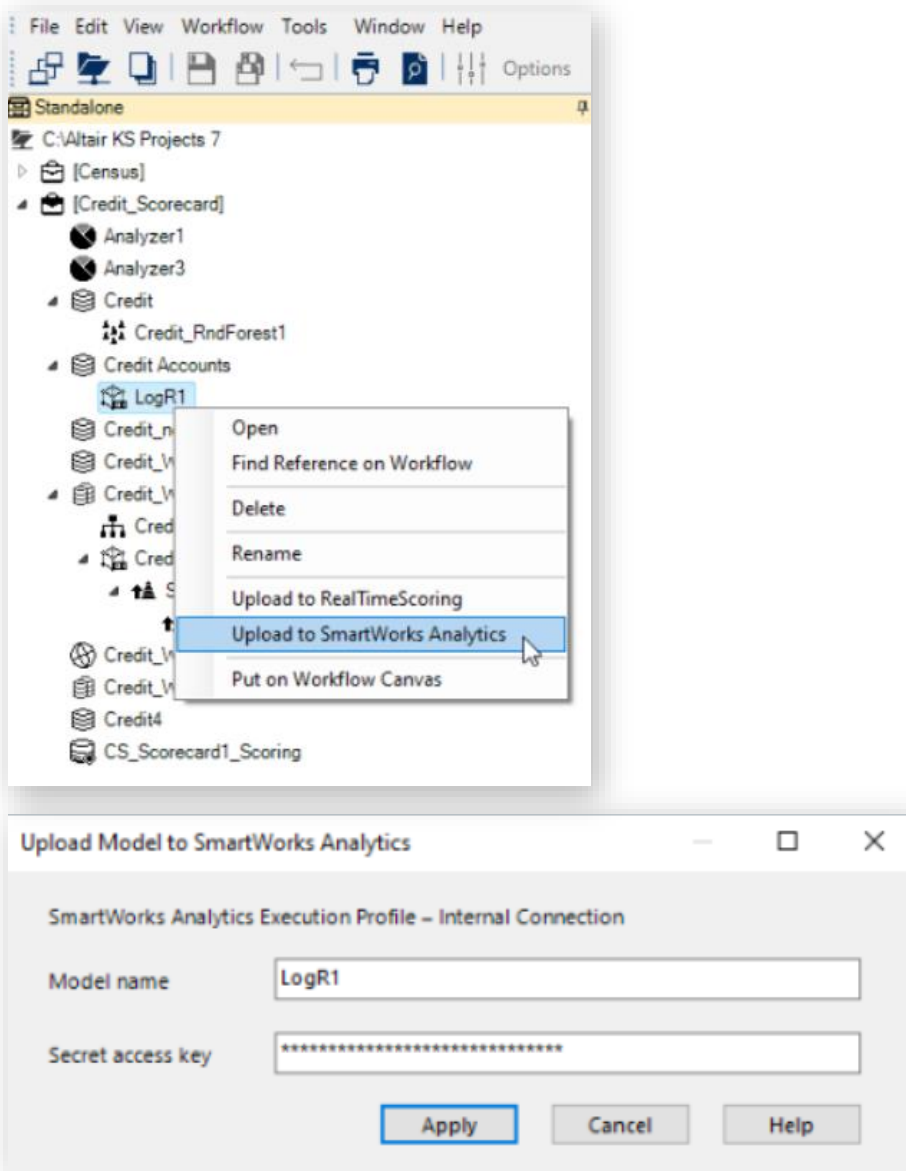 File Edit View Workflow Tools Window Help
Options
Standalone
C:\Altair KS Projects 7
[Census]
[Credit_Scorecard]
Analyzer1
Analyzer3
Credit
Credit_RndForest1
Credit Accounts
LogR1
Open
Find Reference on Workflow
Delete
Rename
Upload to RealTimeScoring
Upload to SmartWorks Analytics
Put on Workflow Canvas
Credit4
CS_Scorecard1_Scoring
Upload Model to SmartWorks Analytics
SmartWorks Analytics Execution Profile – Internal Connection
Model name LogR1
Secret access key ******************************
Apply Cancel Help